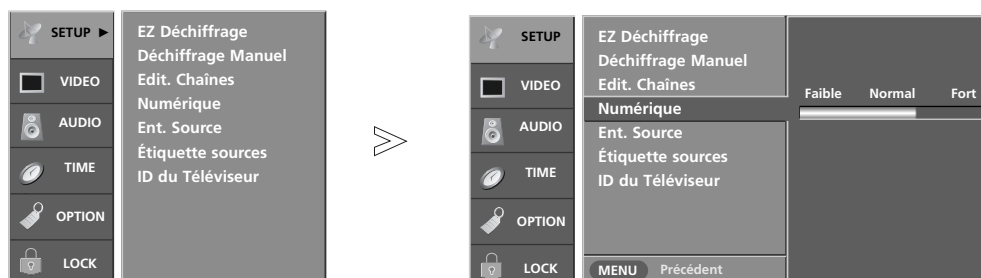 SETUP ►
VIDEO
AUDIO
TIME
OPTION
LOCK
EZ Déchiffrage
Déchiffrage Manuel
Edit. Chaînes
Numérique
Ent. Source
Étiquette sources
ID du Téléviseur
SETUP
VIDEO
AUDIO
TIME
OPTION
LOCK
EZ Déchiffrage
Déchiffrage Manuel
Edit. Chaînes
Numérique
Ent. Source
Étiquette sources
ID du Téléviseur
MENU Précédent
Faible Normal Fort